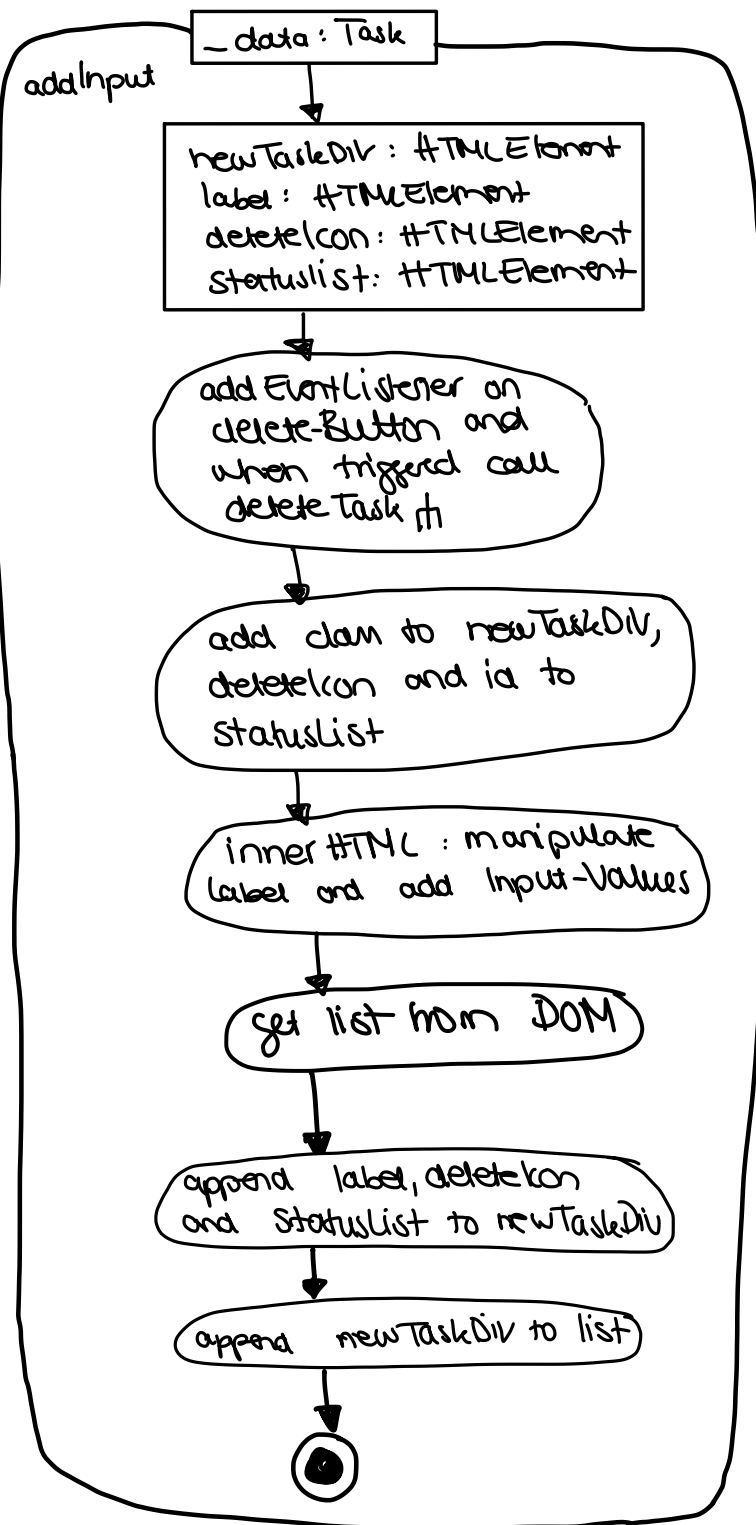 _data: Task
addInput
newTaskDiv: HTMLElement
label: HTMLElement
deleteIcon: HTMLElement
statuslist: HTMLElement
addEventListener on
delete-Button and
when triggered call
deleteTask
add class to newTaskDiv,
deleteIcon and id to
StatusList
innerHTML: manipulate
label and add Input-Values
get list from DOM
append label, deleteIcon
and StatusList to newTaskDiv
append newTaskDiv to list